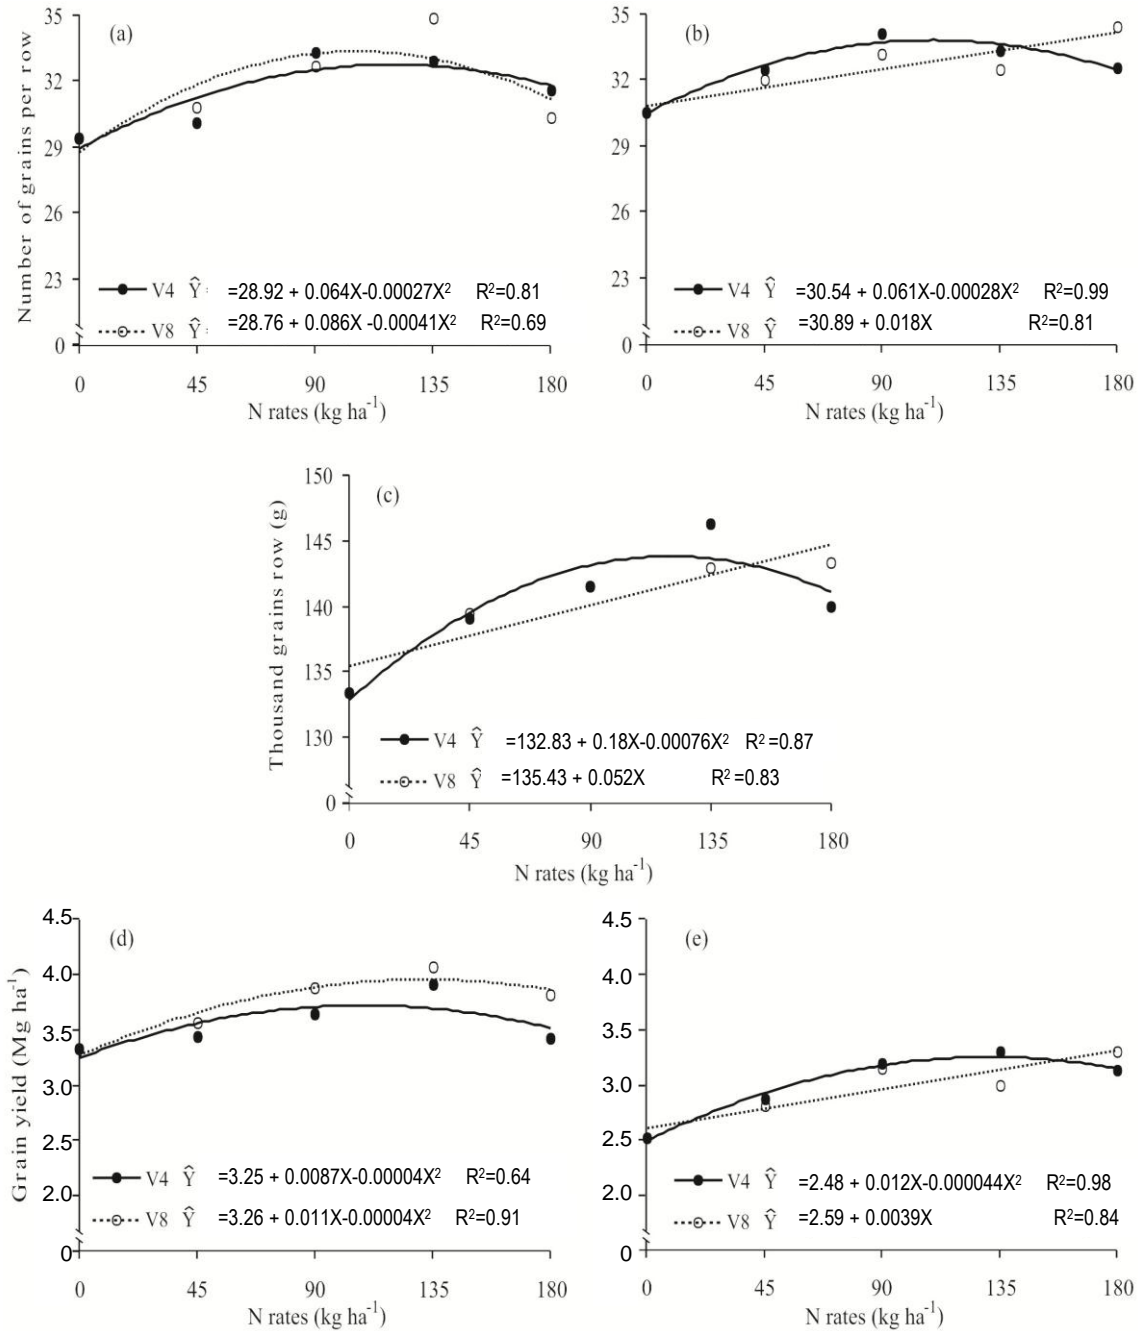 35
(a)
32
29
26
23
0
Number of grains per row
V4 Ŷ =28.92 + 0.064X-0.00027X² R²=0.81
V8 Ŷ =28.76 + 0.086X -0.00041X² R²=0.69
0 45 90 135 180
N rates (kg ha⁻¹)
35
(b)
32
29
26
23
0
V4 Ŷ =30.54 + 0.061X-0.00028X² R²=0.99
V8 Ŷ =30.89 + 0.018X R²=0.81
0 45 90 135 180
N rates (kg ha⁻¹)
150
(c)
145
140
135
130
0
Thousand grains row (g)
V4 Ŷ =132.83 + 0.18X-0.00076X² R²=0.87
V8 Ŷ =135.43 + 0.052X R²=0.83
0 45 90 135 180
N rates (kg ha⁻¹)
4.5
(d)
4.0
3.5
3.0
2.5
2.0
0
Grain yield (Mg ha⁻¹)
V4 Ŷ =3.25 + 0.0087X-0.00004X² R²=0.64
V8 Ŷ =3.26 + 0.011X-0.00004X² R²=0.91
0 45 90 135 180
N rates (kg ha⁻¹)
4.5
(e)
4.0
3.5
3.0
2.5
2.0
0
V4 Ŷ =2.48 + 0.012X-0.000044X² R²=0.98
V8 Ŷ =2.59 + 0.0039X R²=0.84
0 45 90 135 180
N rates (kg ha⁻¹)